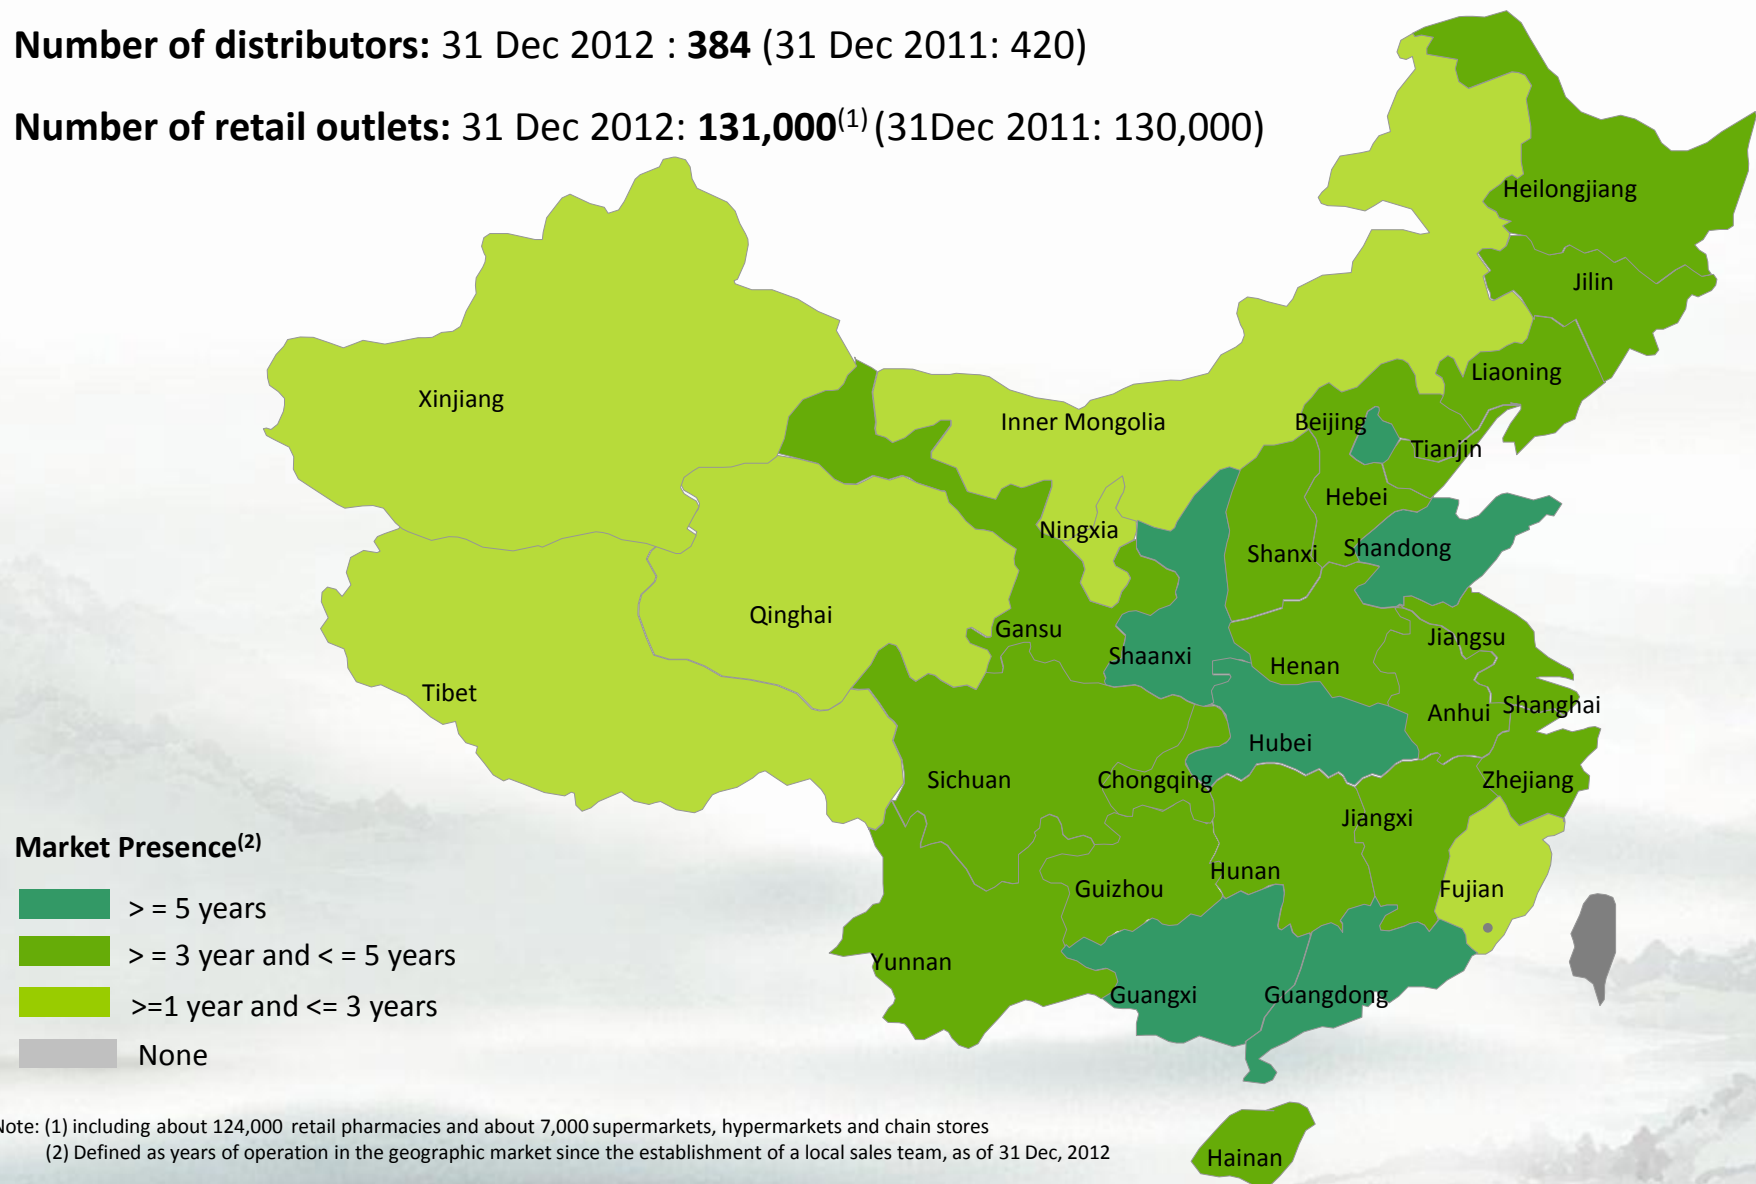 Number of distributors: 31 Dec 2012 : 384 (31 Dec 2011: 420)
Number of retail outlets: 31 Dec 2012: 131,000(1) (31Dec 2011: 130,000)
Heilongjiang
Jilin
Liaoning
Xinjiang
Inner Mongolia
Beijing
Tianjin
Hebei
Ningxia
Shanxi
Shandong
Qinghai
Gansu
Jiangsu
Shaanxi
Henan
Tibet
Anhui
Shanghai
Hubei
Sichuan
Chongqing
Zhejiang
Jiangxi
Hunan
Guizhou
Fujian
Yunnan
Guangxi
Guangdong
Hainan
Market Presence(2)
> = 5 years
> = 3 year and < = 5 years
>=1 year and <= 3 years
None
Note: (1) including about 124,000 retail pharmacies and about 7,000 supermarkets, hypermarkets and chain stores
(2) Defined as years of operation in the geographic market since the establishment of a local sales team, as of 31 Dec, 2012